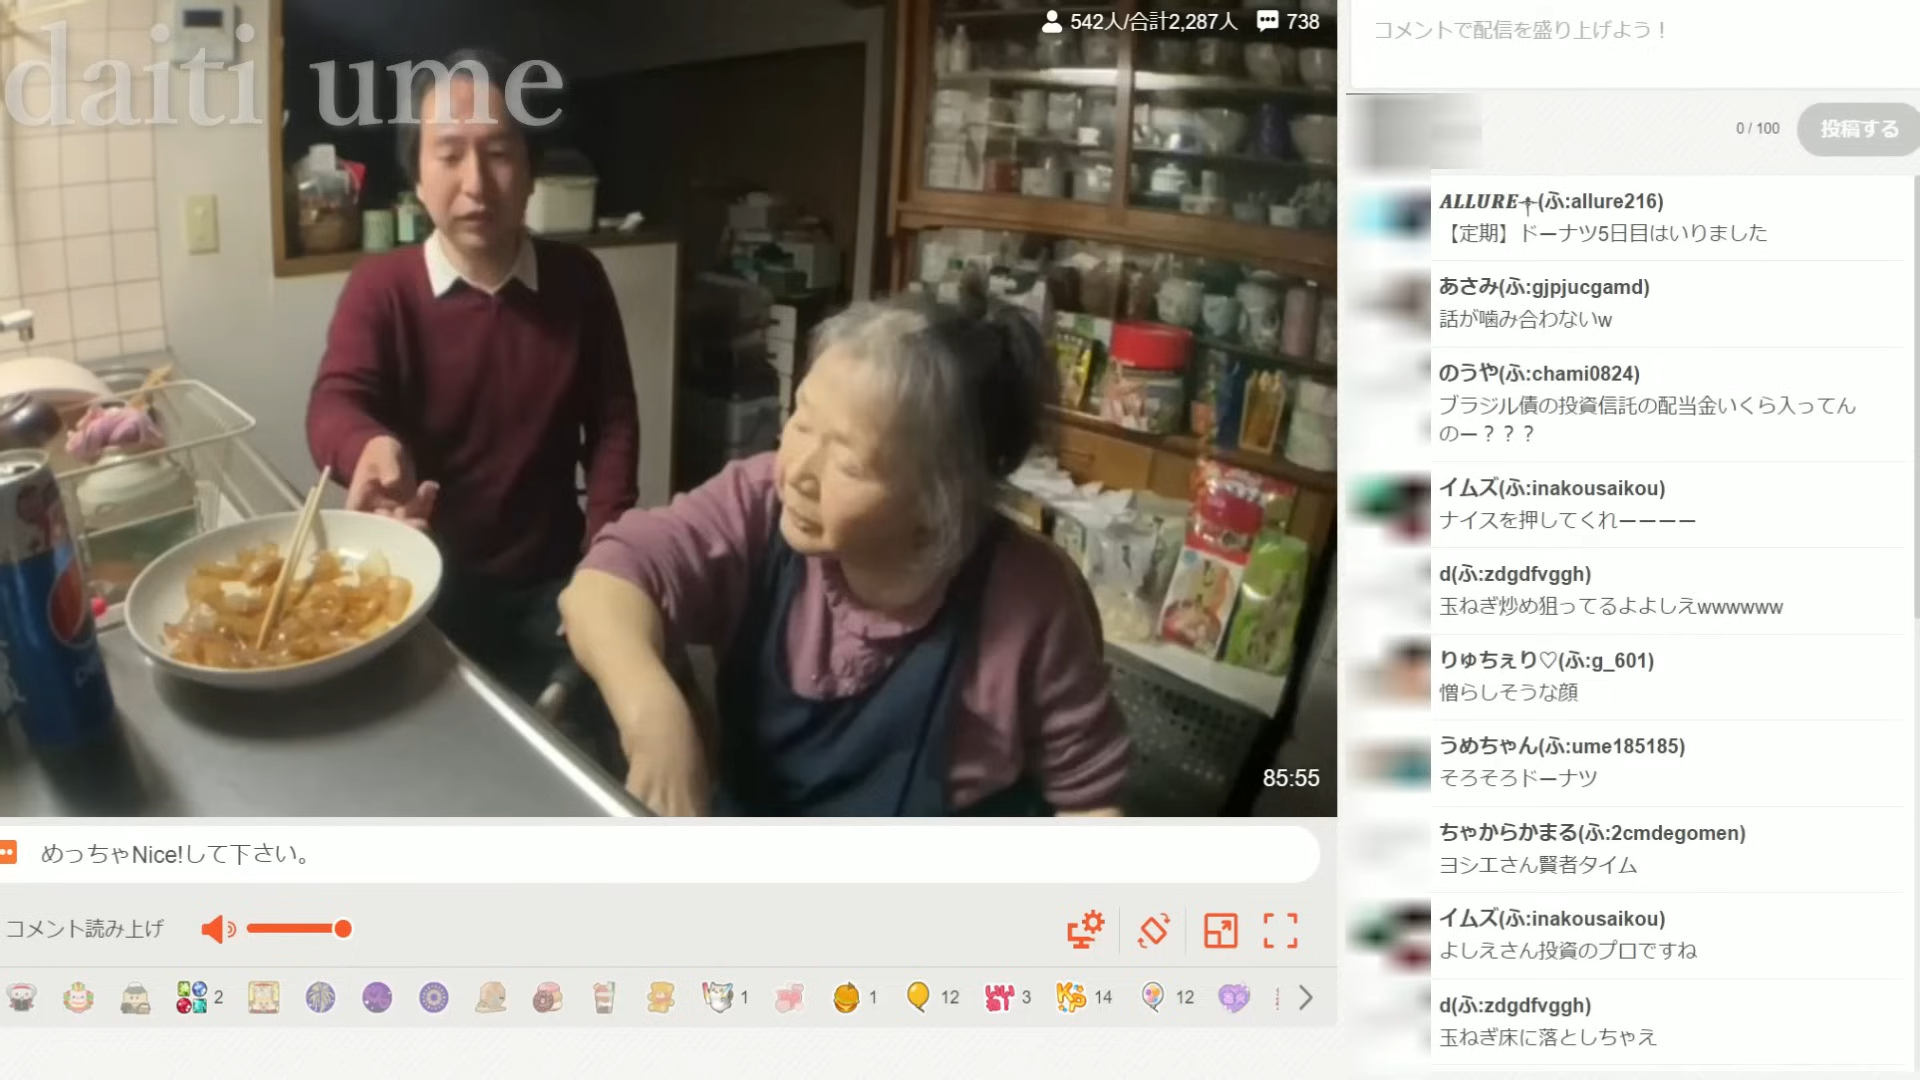 daiti ume
542人/合計2,287人 738
85:55
めっちゃNice!して下さい。
コメント読み上げ
2 1 1 12 3 14 12
コメントで配信を盛り上げよう！
0 / 100 投稿する
ALLURE⸸(ふ:allure216)
【定期】ドーナツ5日目はいりました
あさみ(ふ:gjpjucgamd)
話が噛み合わないw
のうや(ふ:chami0824)
ブラジル債の投資信託の配当金いくら入ってん
のー？？？
イムズ(ふ:inakousaikou)
ナイスを押してくれーーーー
d(ふ:zdgdfvggh)
玉ねぎ炒め狙ってるよよしえwwwwww
りゅちぇり♡(ふ:g_601)
憎らしそうな顔
うめちゃん(ふ:ume185185)
そろそろドーナツ
ちゃからかまる(ふ:2cmdegomen)
ヨシエさん賢者タイム
イムズ(ふ:inakousaikou)
よしえさん投資のプロですね
d(ふ:zdgdfvggh)
玉ねぎ床に落としちゃえ